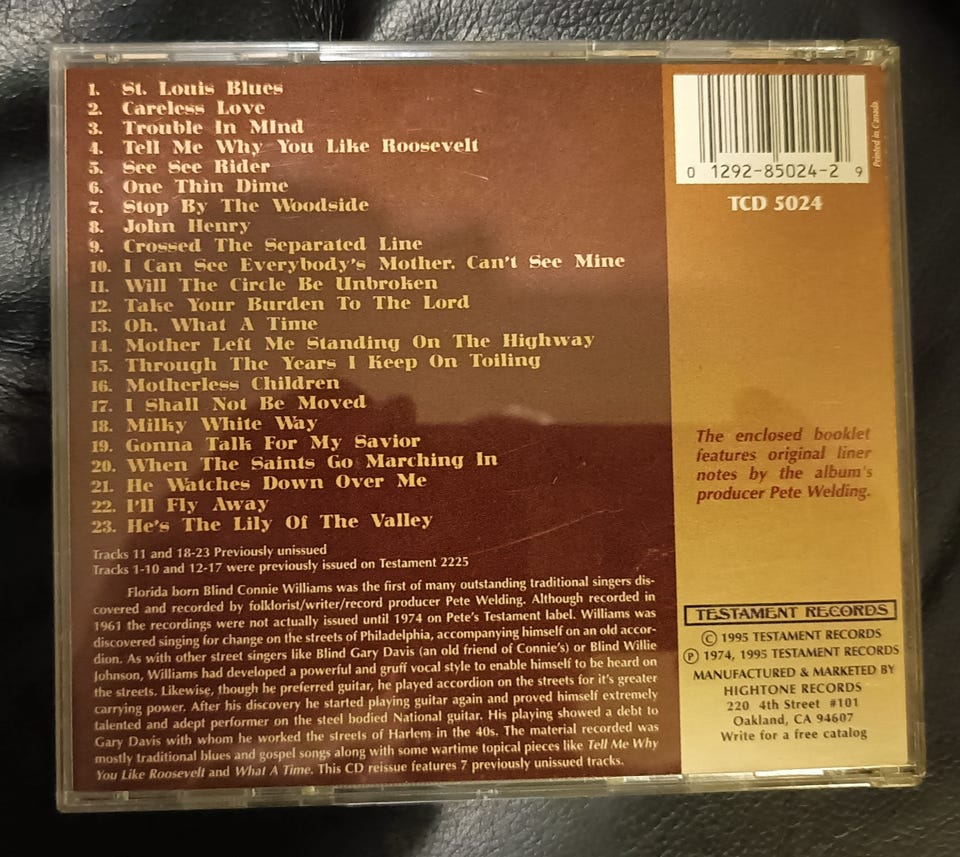 1. St. Louis Blues
2. Careless Love
3. Trouble In MInd
4. Tell Me Why You Like Roosevelt
5. See See Rider
6. One Thin Dime
7. Stop By The Woodside
8. John Henry
9. Crossed The Separated Line
10. I Can See Everybody's Mother, Can't See Mine
11. Will The Circle Be Unbroken
12. Take Your Burden To The Lord
13. Oh, What A Time
14. Mother Left Me Standing On The Highway
15. Through The Years I Keep On Toiling
16. Motherless Children
17. I Shall Not Be Moved
18. Milky White Way
19. Gonna Talk For My Savior
20. When The Saints Go Marching In
21. He Watches Down Over Me
22. I'll Fly Away
23. He's The Lily Of The Valley
Tracks 11 and 18-23 Previously unissued
Tracks 1-10 and 12-17 were previously issued on Testament 2225
Florida born Blind Connie Williams was the first of many outstanding traditional singers dis-
covered and recorded by folklorist/writer/record producer Pete Welding. Although recorded in
1961 the recordings were not actually issued until 1974 on Pete's Testament label. Williams was
discovered singing for change on the streets of Philadelphia, accompanying himself on an old accor-
dion. As with other street singers like Blind Gary Davis (an old friend of Connie's) or Blind Willie
Johnson, Williams had developed a powerful and gruff vocal style to enable himself to be heard on
the streets. Likewise, though he preferred guitar, he played accordion on the streets for it's greater
carrying power. After his discovery he started playing guitar again and proved himself extremely
talented and adept performer on the steel bodied National guitar. His playing showed a debt to
Gary Davis with whom he worked the streets of Harlem in the 40s. The material recorded was
mostly traditional blues and gospel songs along with some wartime topical pieces like Tell Me Why
You Like Roosevelt and What A Time. This CD reissue features 7 previously unissued tracks.
0 1292-85024-2 9
Printed in Canada.
TCD 5024
The enclosed booklet
features original liner
notes by the album's
producer Pete Welding.
TESTAMENT RECORDS
© 1995 TESTAMENT RECORDS
℗ 1974, 1995 TESTAMENT RECORDS
MANUFACTURED & MARKETED BY
HIGHTONE RECORDS
220 4th Street #101
Oakland, CA 94607
Write for a free catalog